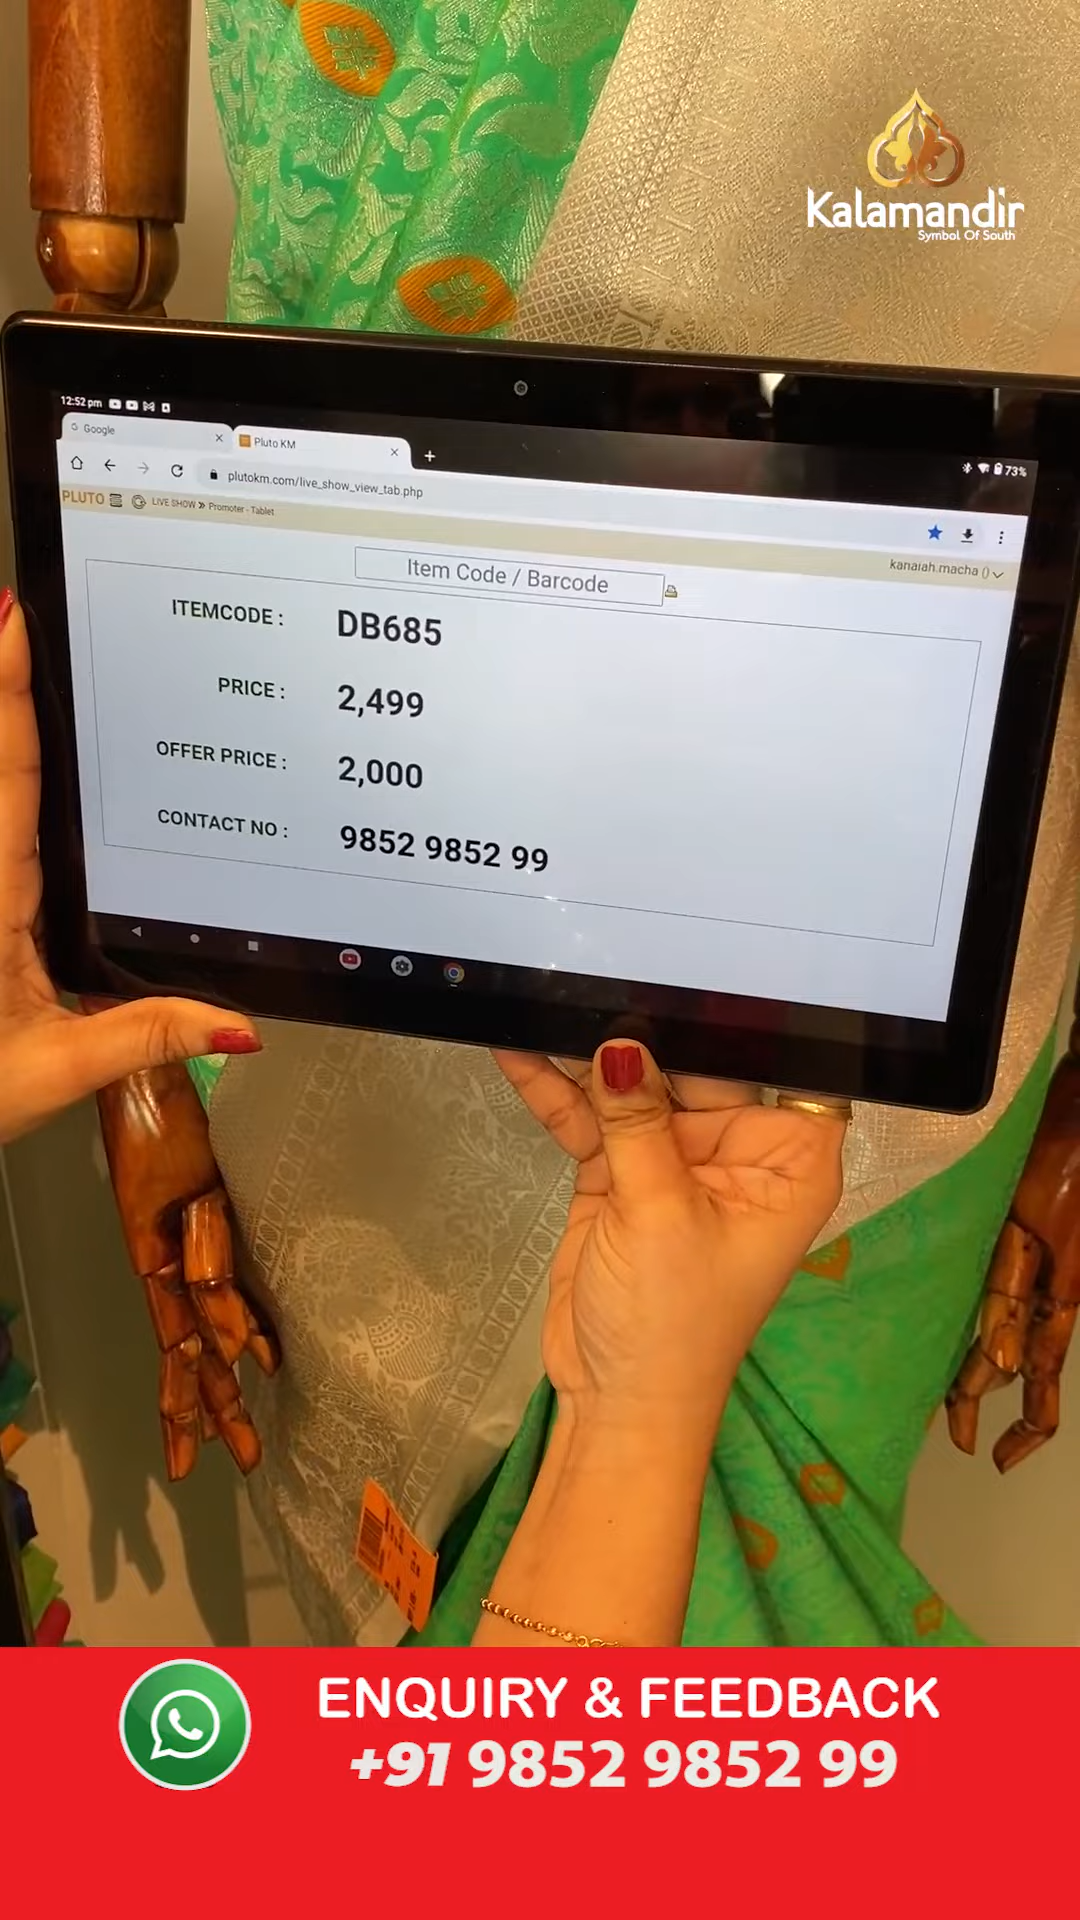 Kalamandir
Symbol Of South
12:52 pm
73%
Google
Pluto KM
plutokm.com/live_show_view_tab.php
PLUTO
LIVE SHOW » Promoter - Tablet
kanaiah.macha ()
Item Code / Barcode
ITEMCODE : DB685
PRICE : 2,499
OFFER PRICE : 2,000
CONTACT NO : 9852 9852 99
ENQUIRY & FEEDBACK
+91 9852 9852 99